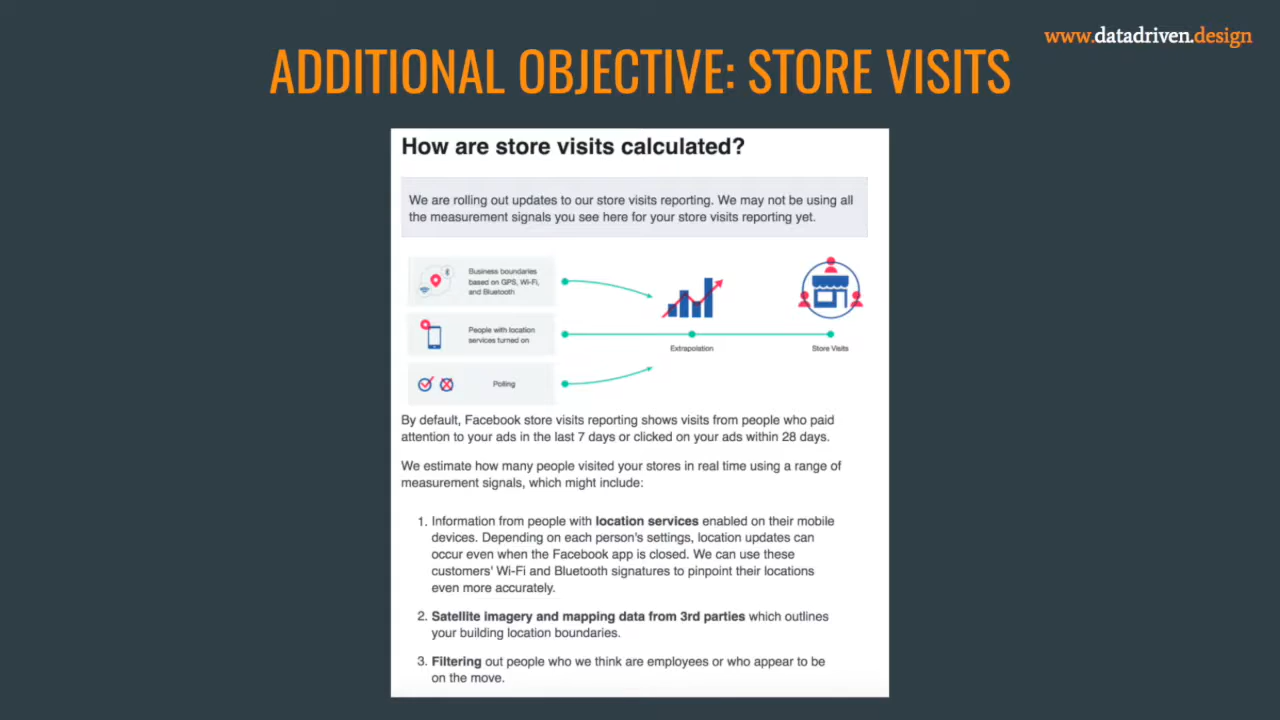 www.datadriven.design
ADDITIONAL OBJECTIVE: STORE VISITS
How are store visits calculated?
We are rolling out updates to our store visits reporting. We may not be using all
the measurement signals you see here for your store visits reporting yet.
Business boundaries
based on GPS, Wi-Fi,
and Bluetooth
People with location
services turned on
Polling
Extrapolation
Store Visits
By default, Facebook store visits reporting shows visits from people who paid
attention to your ads in the last 7 days or clicked on your ads within 28 days.
We estimate how many people visited your stores in real time using a range of
measurement signals, which might include:
1. Information from people with location services enabled on their mobile
devices. Depending on each person's settings, location updates can
occur even when the Facebook app is closed. We can use these
customers' Wi-Fi and Bluetooth signatures to pinpoint their locations
even more accurately.
2. Satellite imagery and mapping data from 3rd parties which outlines
your building location boundaries.
3. Filtering out people who we think are employees or who appear to be
on the move.